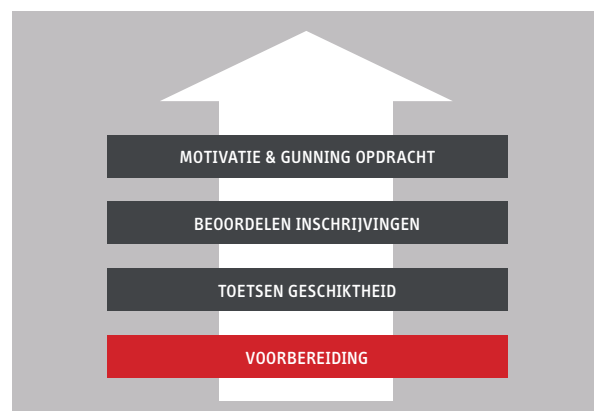 MOTIVATIE & GUNNING OPDRACHT
BEOORDELEN INSCHRIJVINGEN
TOETSEN GESCHIKTHEID
VOORBEREIDING